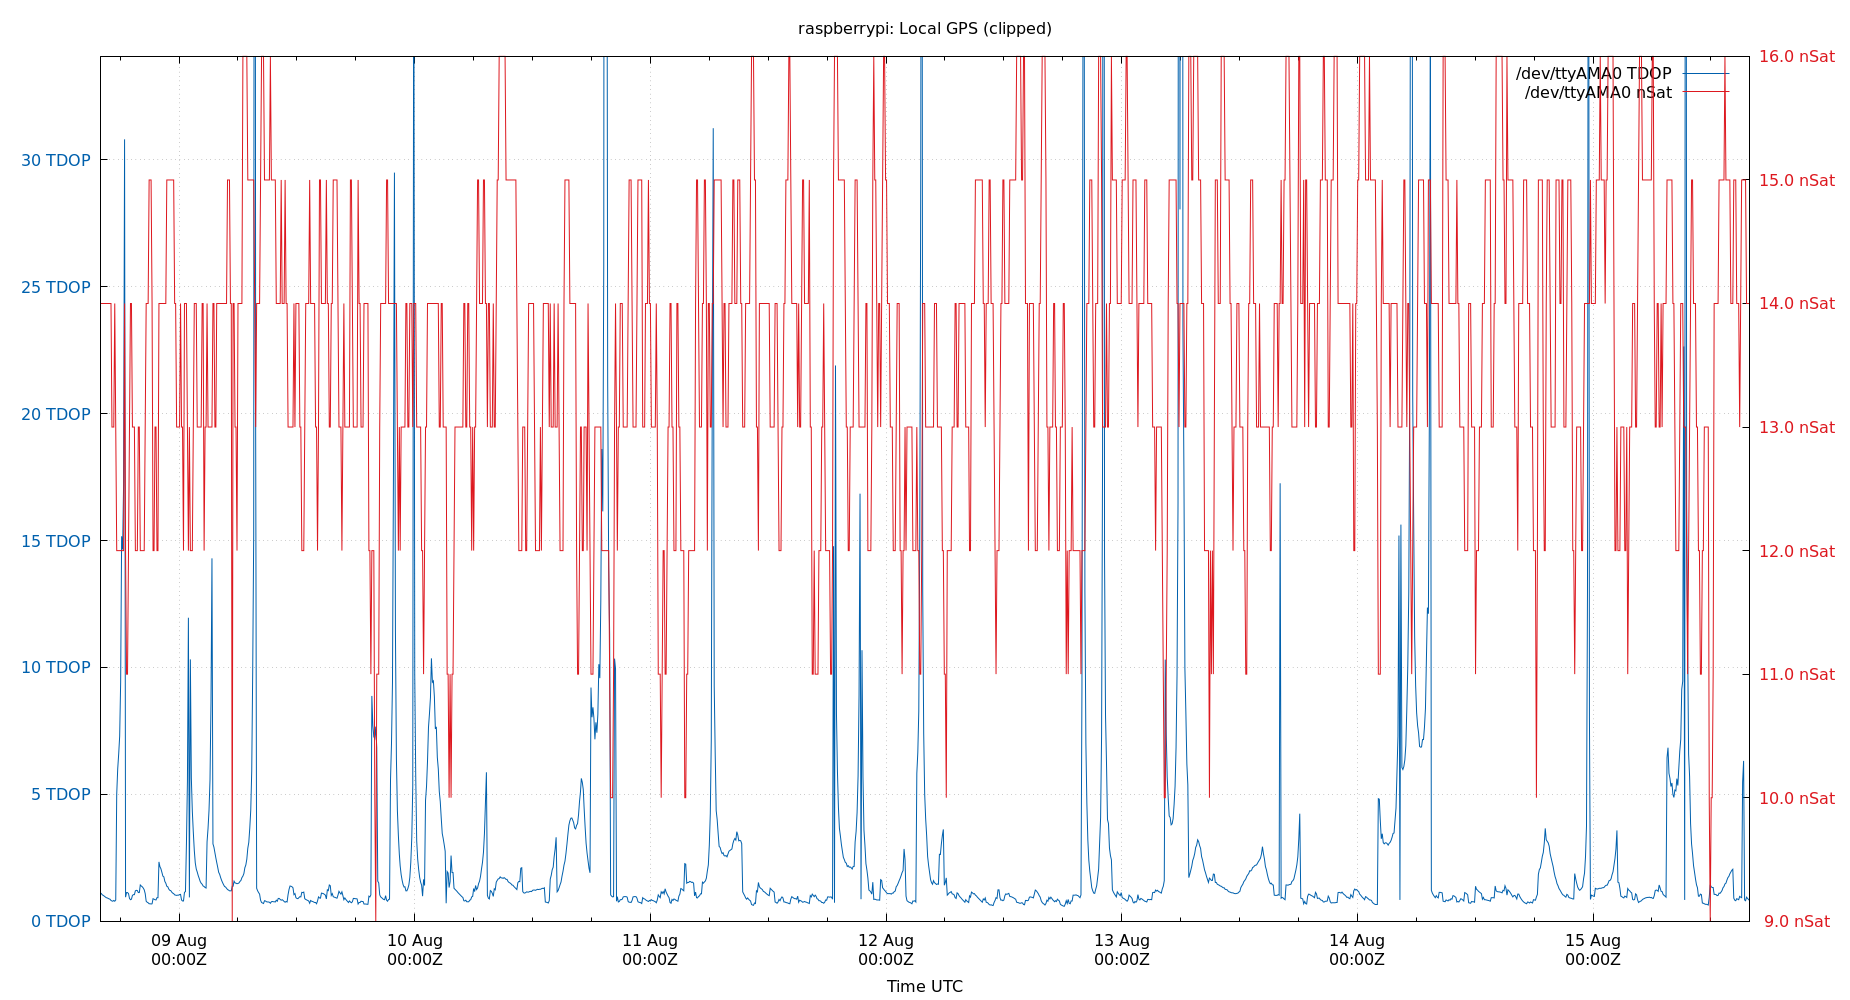 raspberrypi: Local GPS (clipped)
16.0 nSat
/dev/ttyAMA0 TDOP
/dev/ttyAMA0 nSat
30 TDOP
15.0 nSat
25 TDOP
14.0 nSat
20 TDOP
13.0 nSat
15 TDOP
12.0 nSat
10 TDOP
11.0 nSat
5 TDOP
10.0 nSat
0 TDOP
9.0 nSat
09 Aug 10 Aug 11 Aug 12 Aug 13 Aug 14 Aug 15 Aug
00:00Z 00:00Z 00:00Z 00:00Z 00:00Z 00:00Z 00:00Z
Time UTC